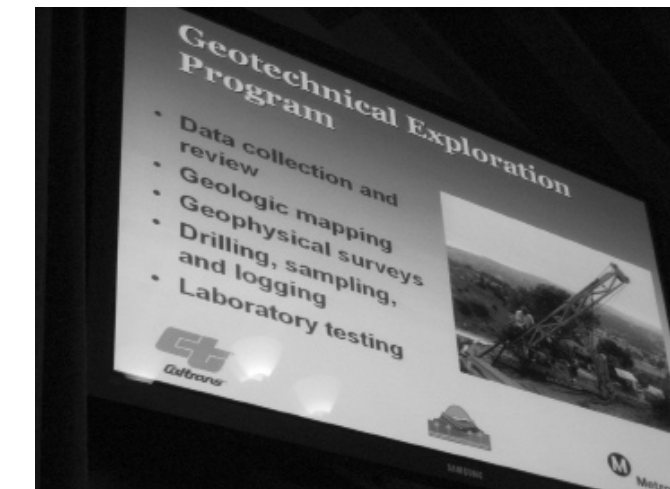 Geotechnical Exploration
Program
• Data collection and
review
• Geologic mapping
• Geophysical surveys
• Drilling, sampling,
and logging
• Laboratory testing
Ct
Caltrans
M
Metro
SAMSUNG